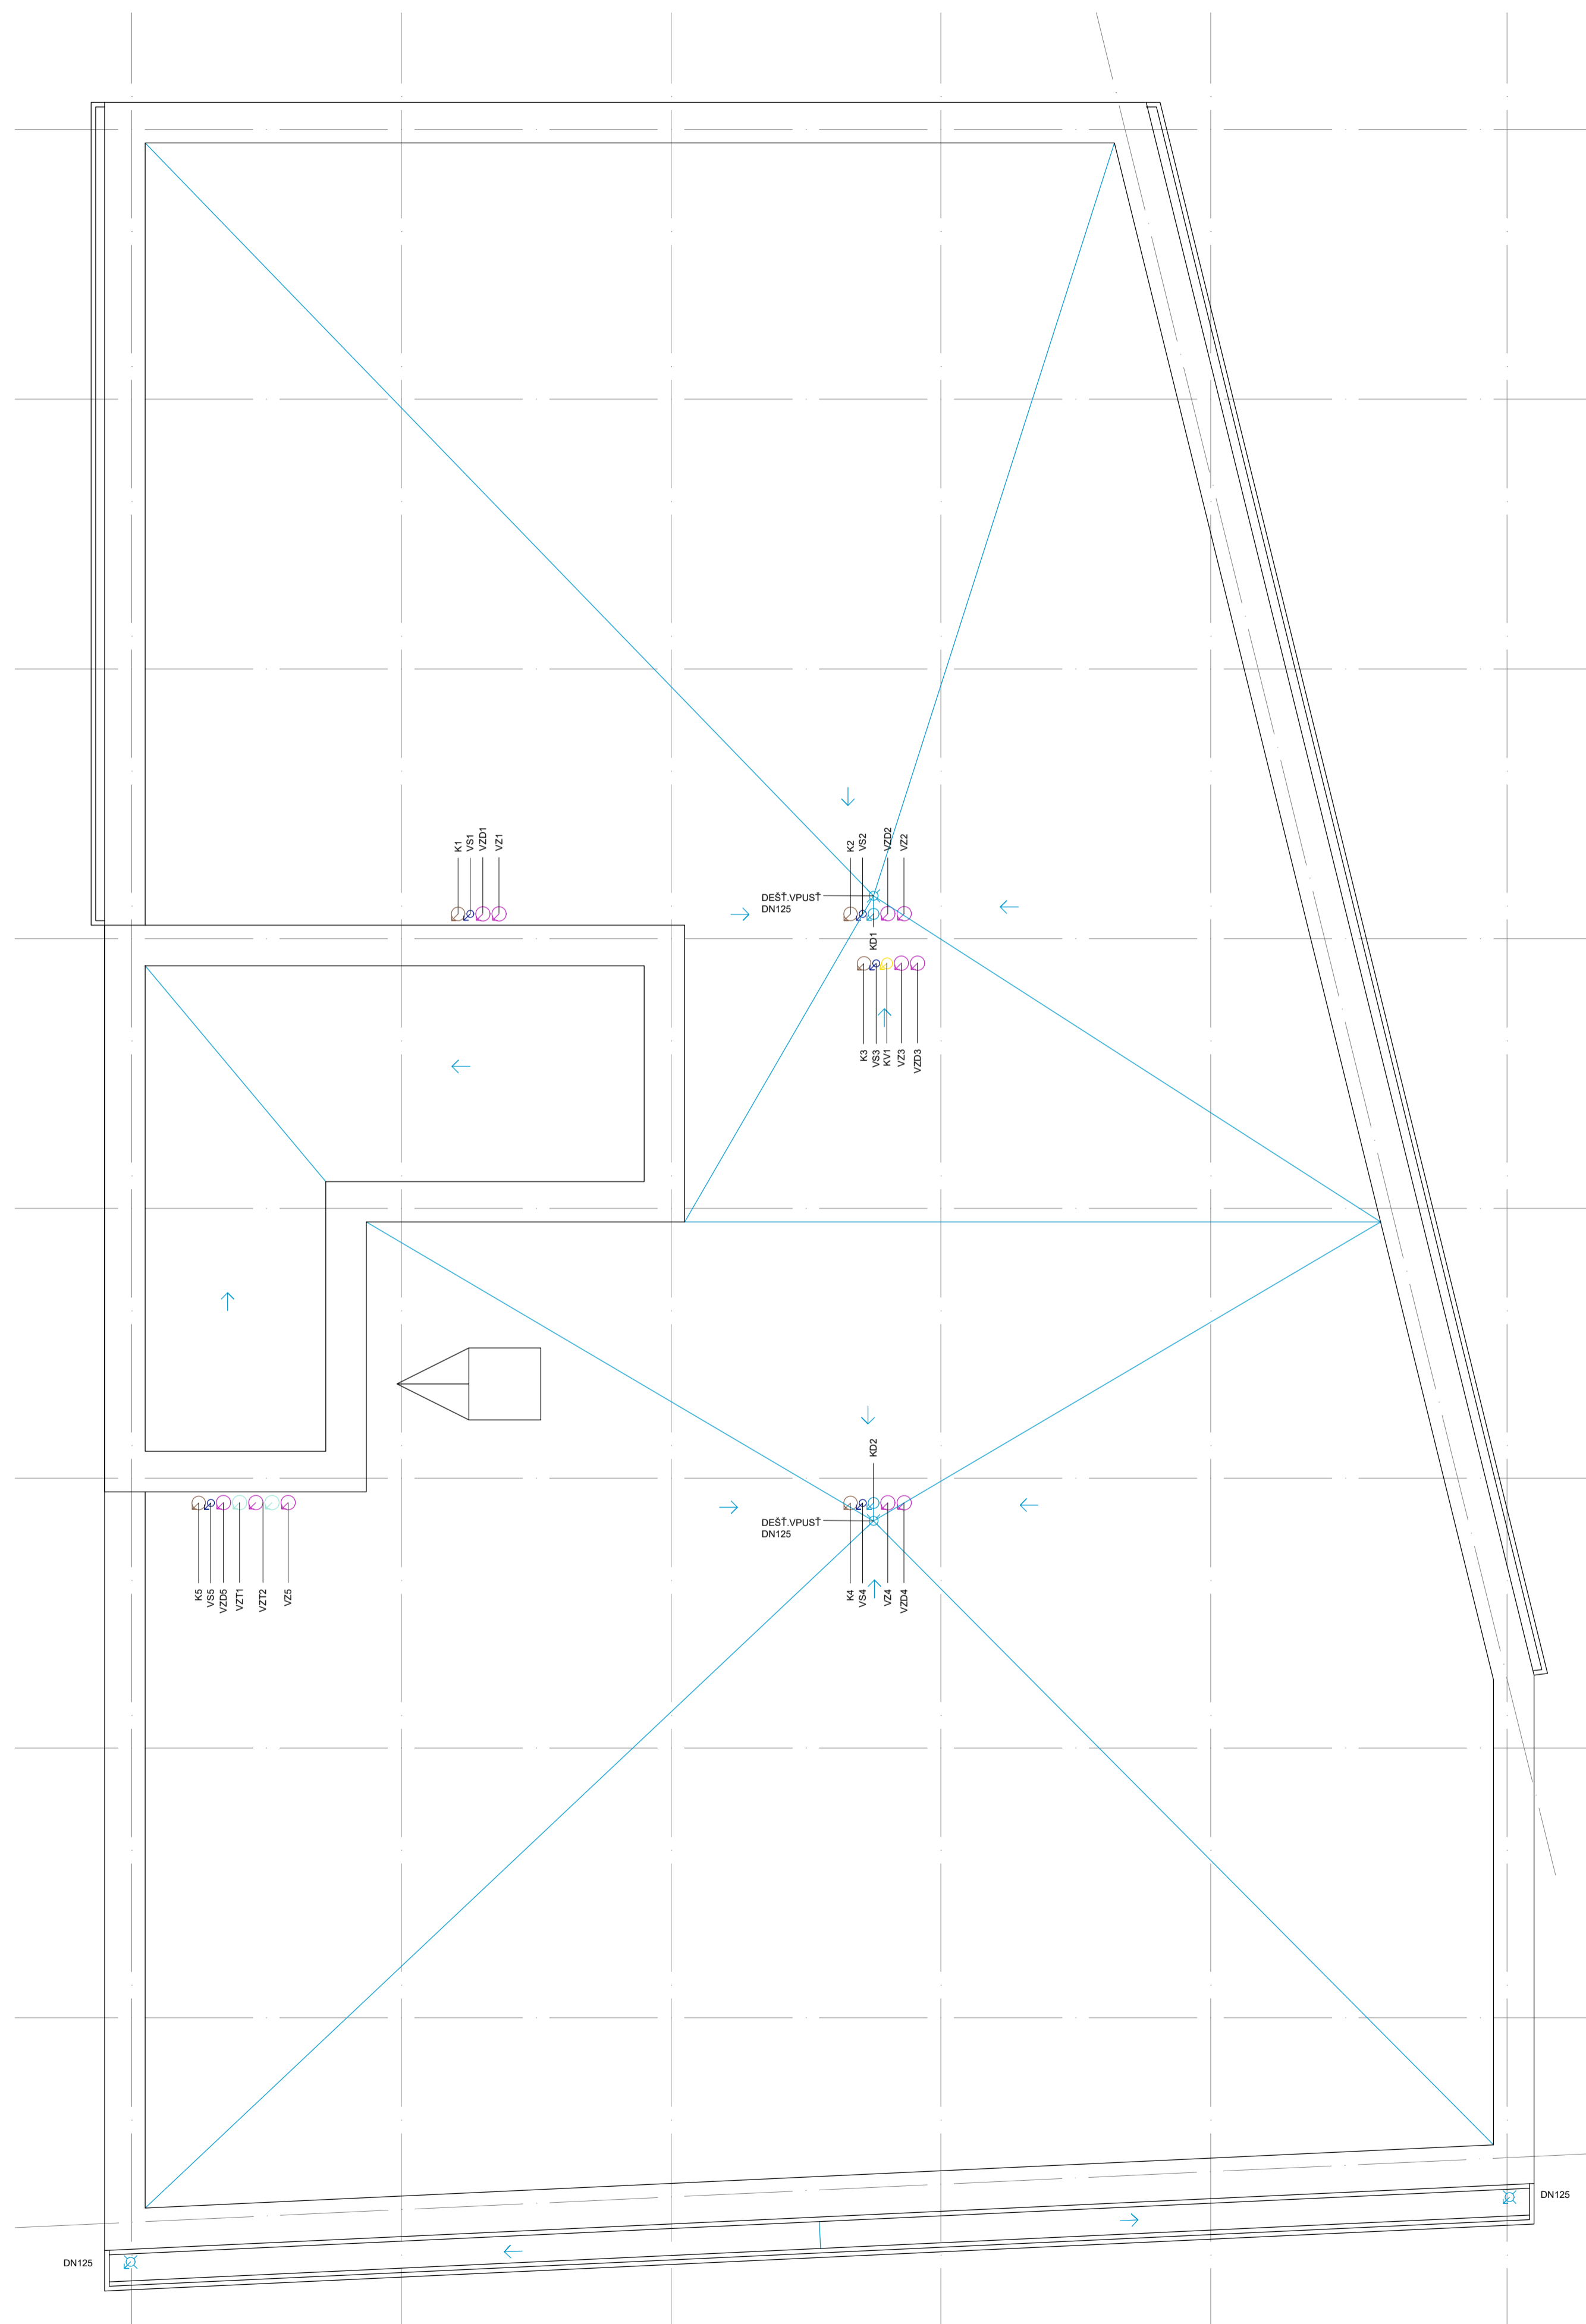 K1
VS1
VZD1
VZ1
K2
VS2
VZD2
VZ2
DEŠŤ.VPUSŤ
DN125
KD1
K3
VS3
KV1
VZ3
VZD3
KD2
DEŠŤ.VPUSŤ
DN125
K5
VS5
VZD5
VZT1
VZT2
VZ5
K4
VS4
VZ4
VZD4
DN125
DN125